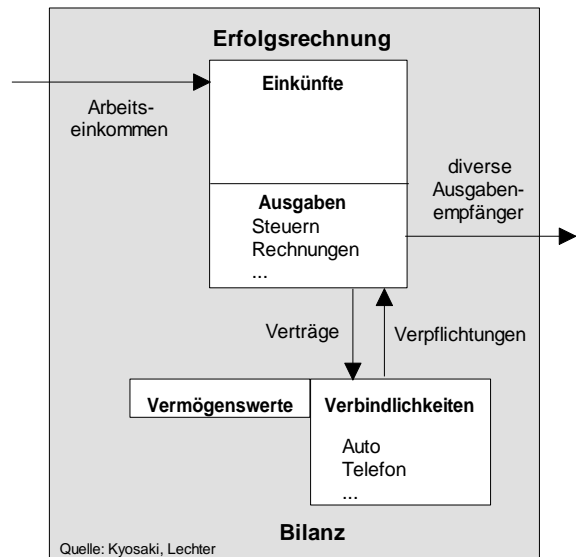 Erfolgsrechnung
Einkünfte
Arbeits-
einkommen
diverse
Ausgaben-
empfänger
Ausgaben
Steuern
Rechnungen
...
Verträge
Verpflichtungen
Vermögenswerte
Verbindlichkeiten
Auto
Telefon
...
Bilanz
Quelle: Kyosaki, Lechter